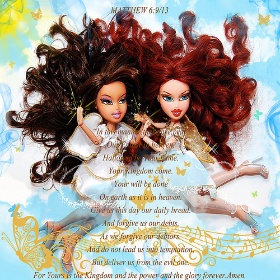 MATTHEW 6:9/13
In
Your Kingdom come.
Your will be done
On earth as it is in heaven.
Give us this day our daily bread.
And forgive us our debts,
As we forgive our debtors.
And do not lead us into temptation,
But deliver us from the evil one.
For Yours is the Kingdom and the power and the glory forever.Amen.